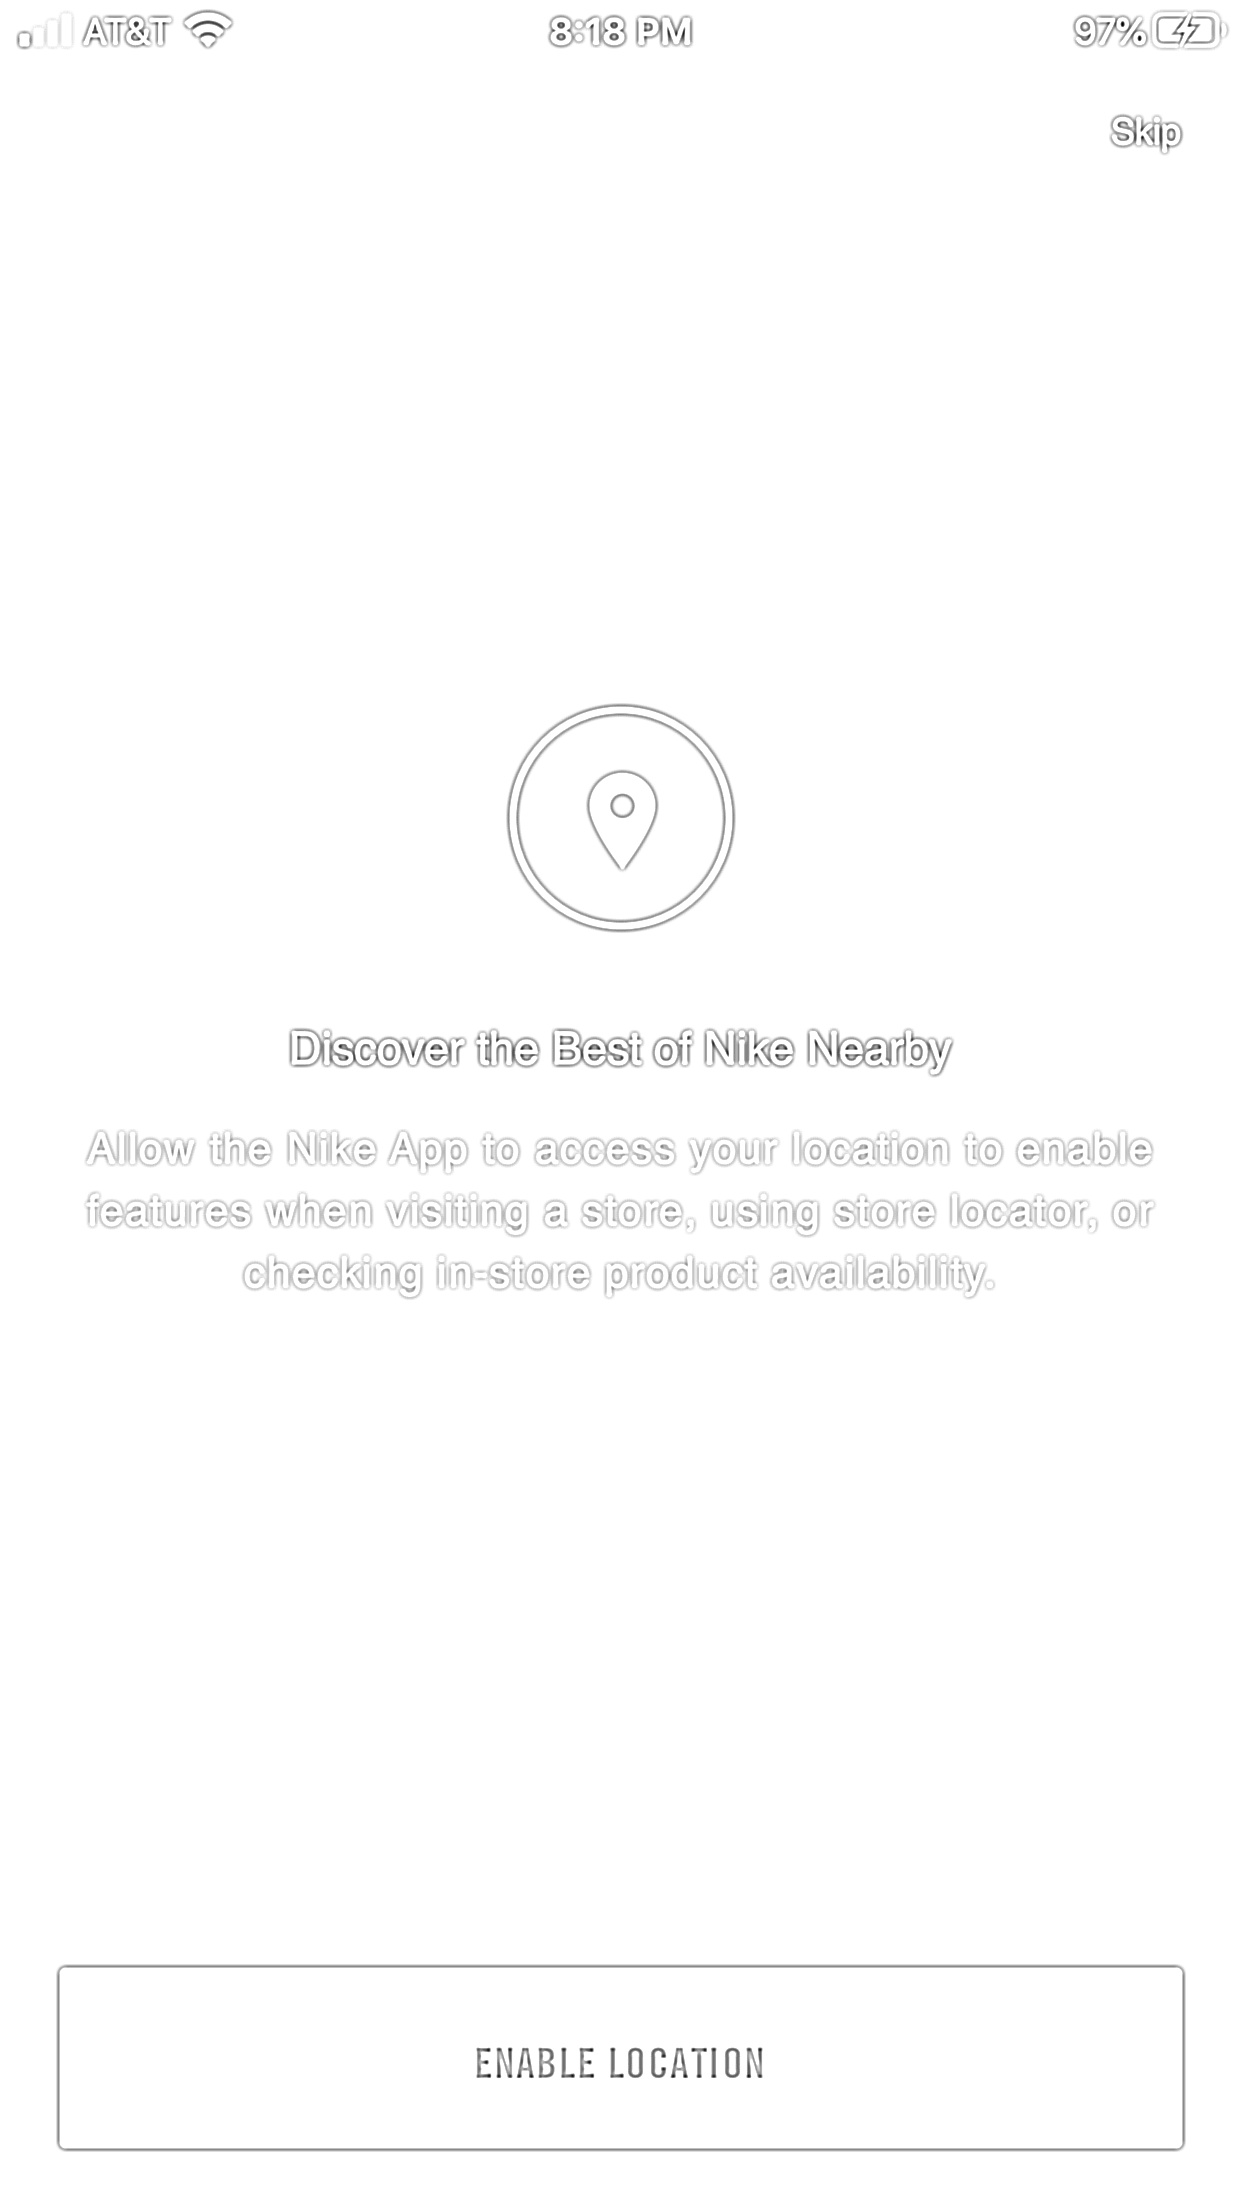 AT&T 8:18 PM 97%
Skip
Discover the Best of Nike Nearby
Allow the Nike App to access your location to enable
features when visiting a store, using store locator, or
checking in-store product availability.
ENABLE LOCATION